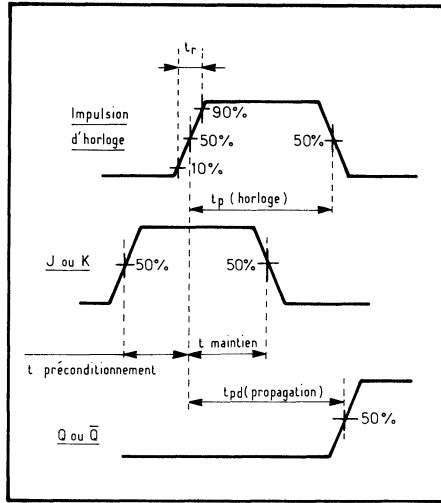 tr
Impulsion
d'horloge
90%
50%
10%
50%
tp (horloge)
J ou K
50%
50%
t préconditionnement
t maintien
tpd (propagation)
Q ou Q̅
50%